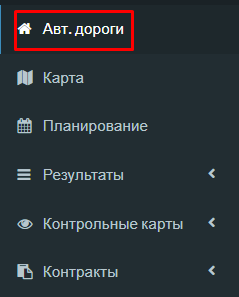 Авт. дороги
Карта
Планирование
Результаты
Контрольные карты
Контракты